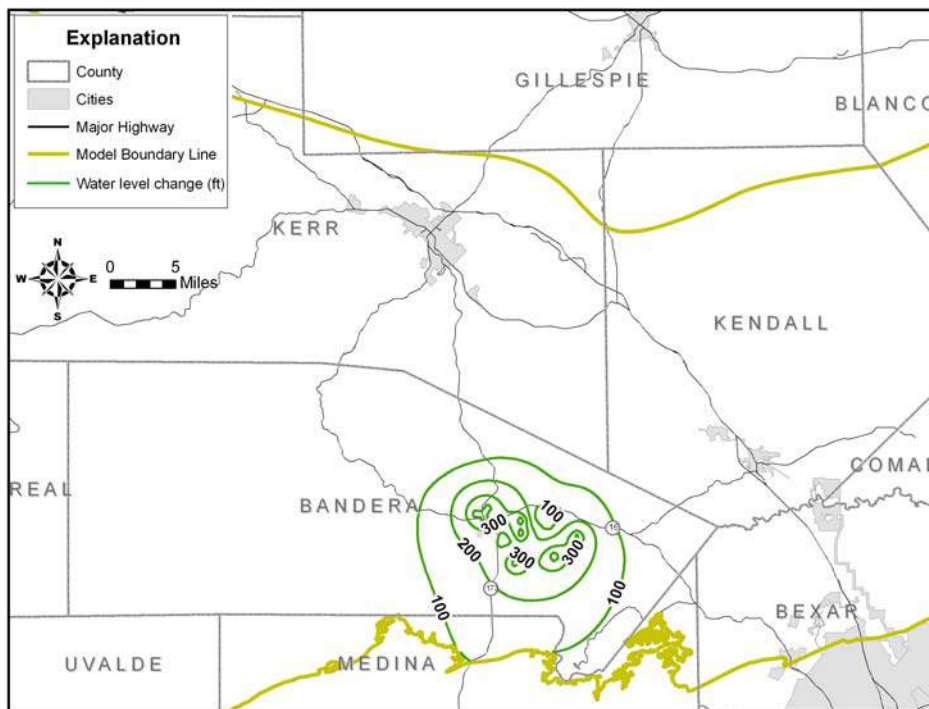 Explanation
County
Cities
Major Highway
Model Boundary Line
Water level change (ft)
GILLESPIE
BLANCO
KERR
N
W E
S
0 5
Miles
KENDALL
COMAL
REAL
BANDERA
100
300
16
200
300
300
17
100
100
BEXAR
UVALDE
MEDINA